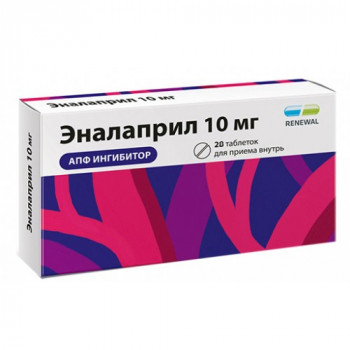 Эналаприл 10 мг
АПФ ИНГИБИТОР
RENEWAL
20 таблеток
для приема внутрь
Эналаприл 10 мг